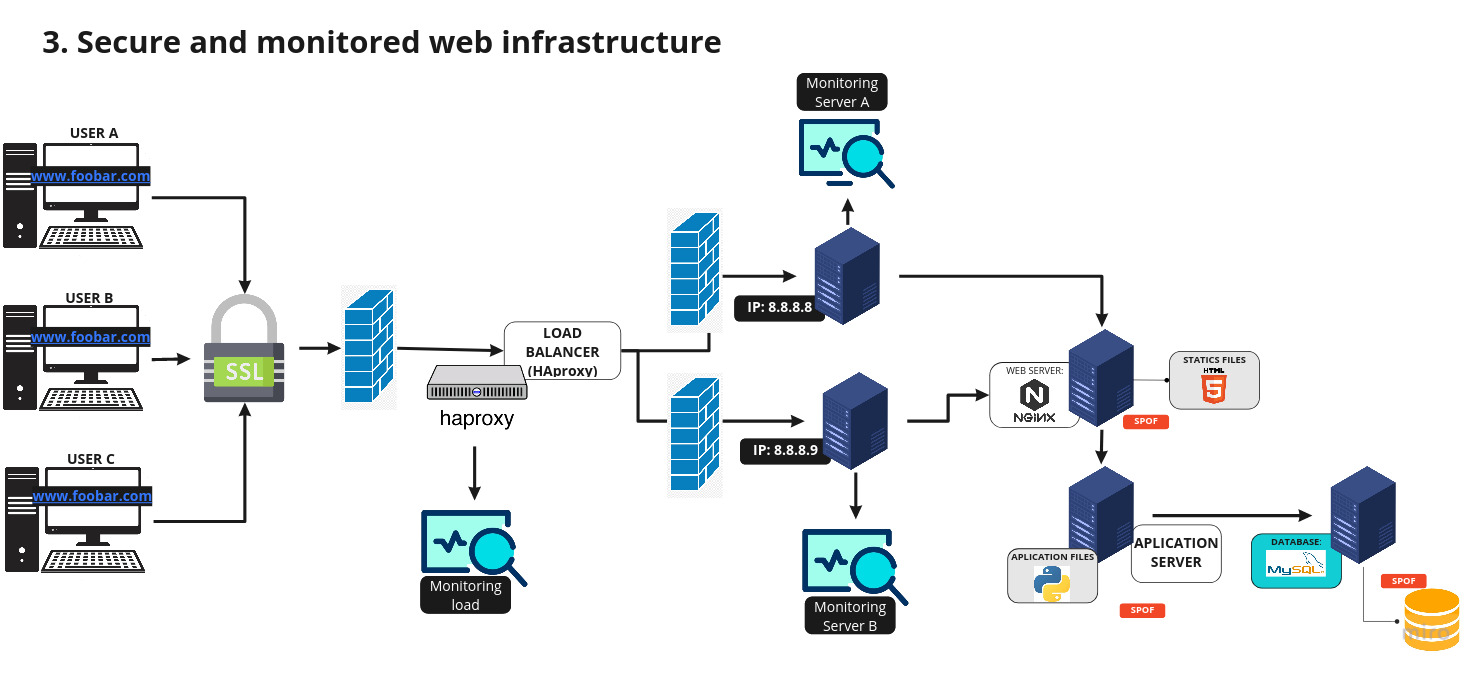 3. Secure and monitored web infrastructure
Monitoring
Server A
USER A
www.foobar.com
USER B
www.foobar.com
USER C
www.foobar.com
SSL
LOAD
BALANCER
(HAproxy)
haproxy
Monitoring
load
IP: 8.8.8.8
IP: 8.8.8.9
Monitoring
Server B
WEB SERVER:
N
NGINX
STATICS FILES
HTML
5
SPOF
APLICATION FILES
APLICATION
SERVER
SPOF
DATABASE:
MySQL
SPOF
miro